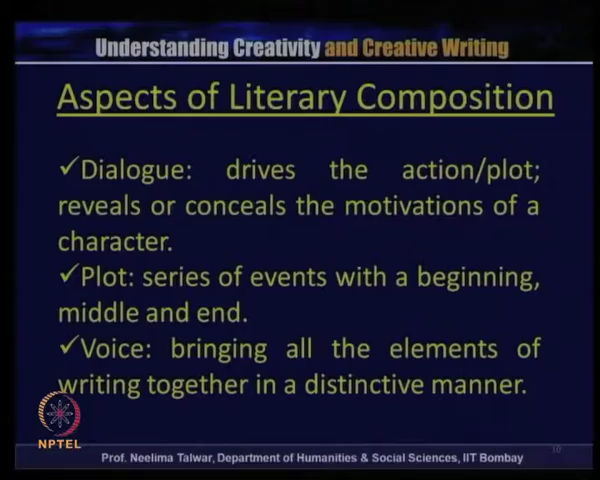 Understanding Creativity and Creative Writing
Aspects of Literary Composition
✓Dialogue: drives the action/plot;
reveals or conceals the motivations of a
character.
✓Plot: series of events with a beginning,
middle and end.
✓Voice: bringing all the elements of
writing together in a distinctive manner.
NPTEL
Prof. Neelima Talwar, Department of Humanities & Social Sciences, IIT Bombay